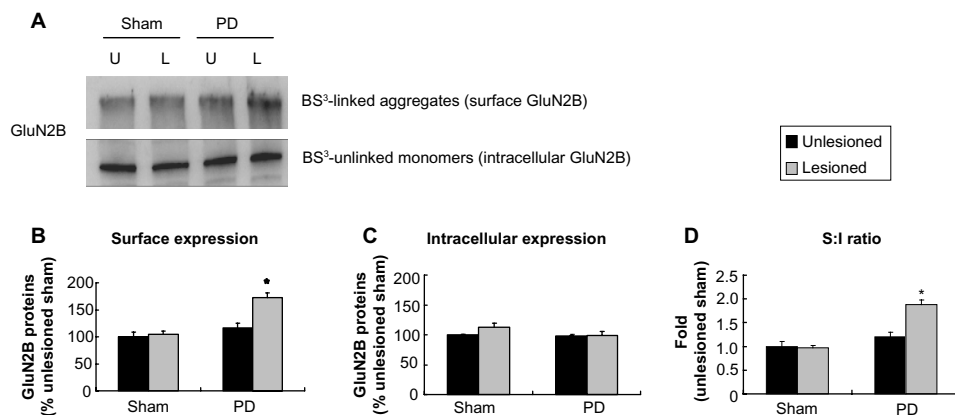 A
Sham PD
U L U L
GluN2B
BS³-linked aggregates (surface GluN2B)
BS³-unlinked monomers (intracellular GluN2B)
Unlesioned
Lesioned
B Surface expression
GluN2B proteins
(% unlesioned sham)
200
150
100
50
0
Sham PD
*
C Intracellular expression
GluN2B proteins
(% unlesioned sham)
200
150
100
50
0
Sham PD
D S:I ratio
Fold
(unlesioned sham)
2.5
2.0
1.5
1.0
0.5
0
Sham PD
*